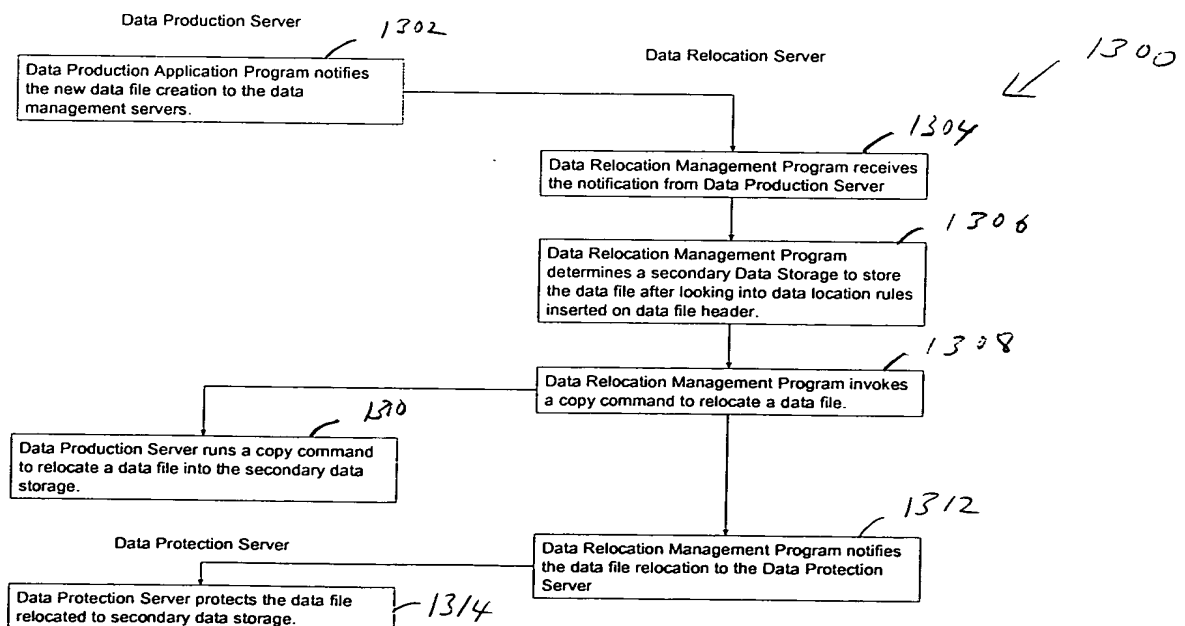 Data Production Server
1302
Data Relocation Server
1300
Data Production Application Program notifies
the new data file creation to the data
management servers.
1304
Data Relocation Management Program receives
the notification from Data Production Server
1306
Data Relocation Management Program
determines a secondary Data Storage to store
the data file after looking into data location rules
inserted on data file header.
1308
Data Relocation Management Program invokes
a copy command to relocate a data file.
1310
Data Production Server runs a copy command
to relocate a data file into the secondary data
storage.
1312
Data Protection Server
Data Relocation Management Program notifies
the data file relocation to the Data Protection
Server
Data Protection Server protects the data file
relocated to secondary data storage.
1314